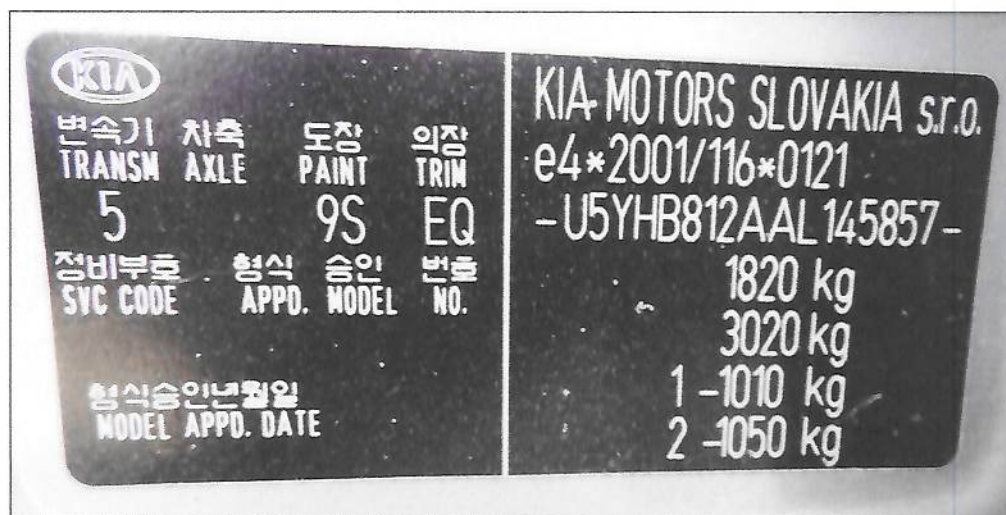 KIA
변속기 차축 도장 의장
TRANSM AXLE PAINT TRIM
5 9S EQ
정비부호 형식 승인 번호
SVC CODE APPD. MODEL NO.
형식승인년월일
MODEL APPD. DATE
KIA MOTORS SLOVAKIA s.r.o.
e4*2001/116*0121
-U5YHB812AAL145857-
1820 kg
3020 kg
1 -1010 kg
2 -1050 kg